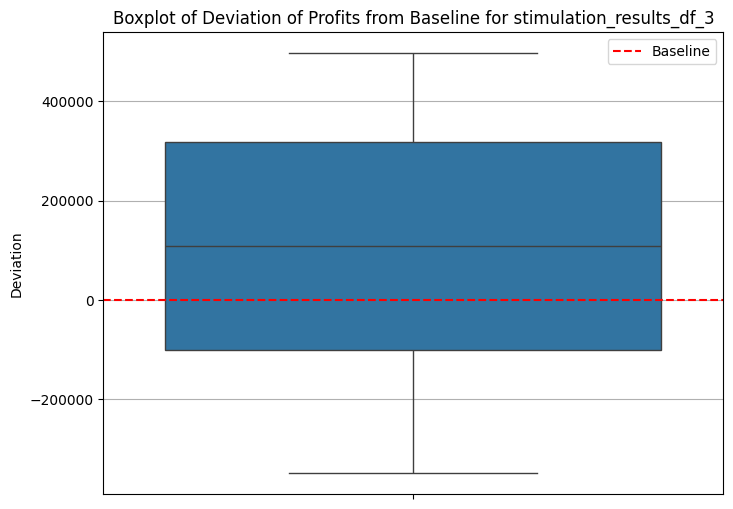 Boxplot of Deviation of Profits from Baseline for stimulation_results_df_3
Baseline
400000
200000
0
−200000
Deviation